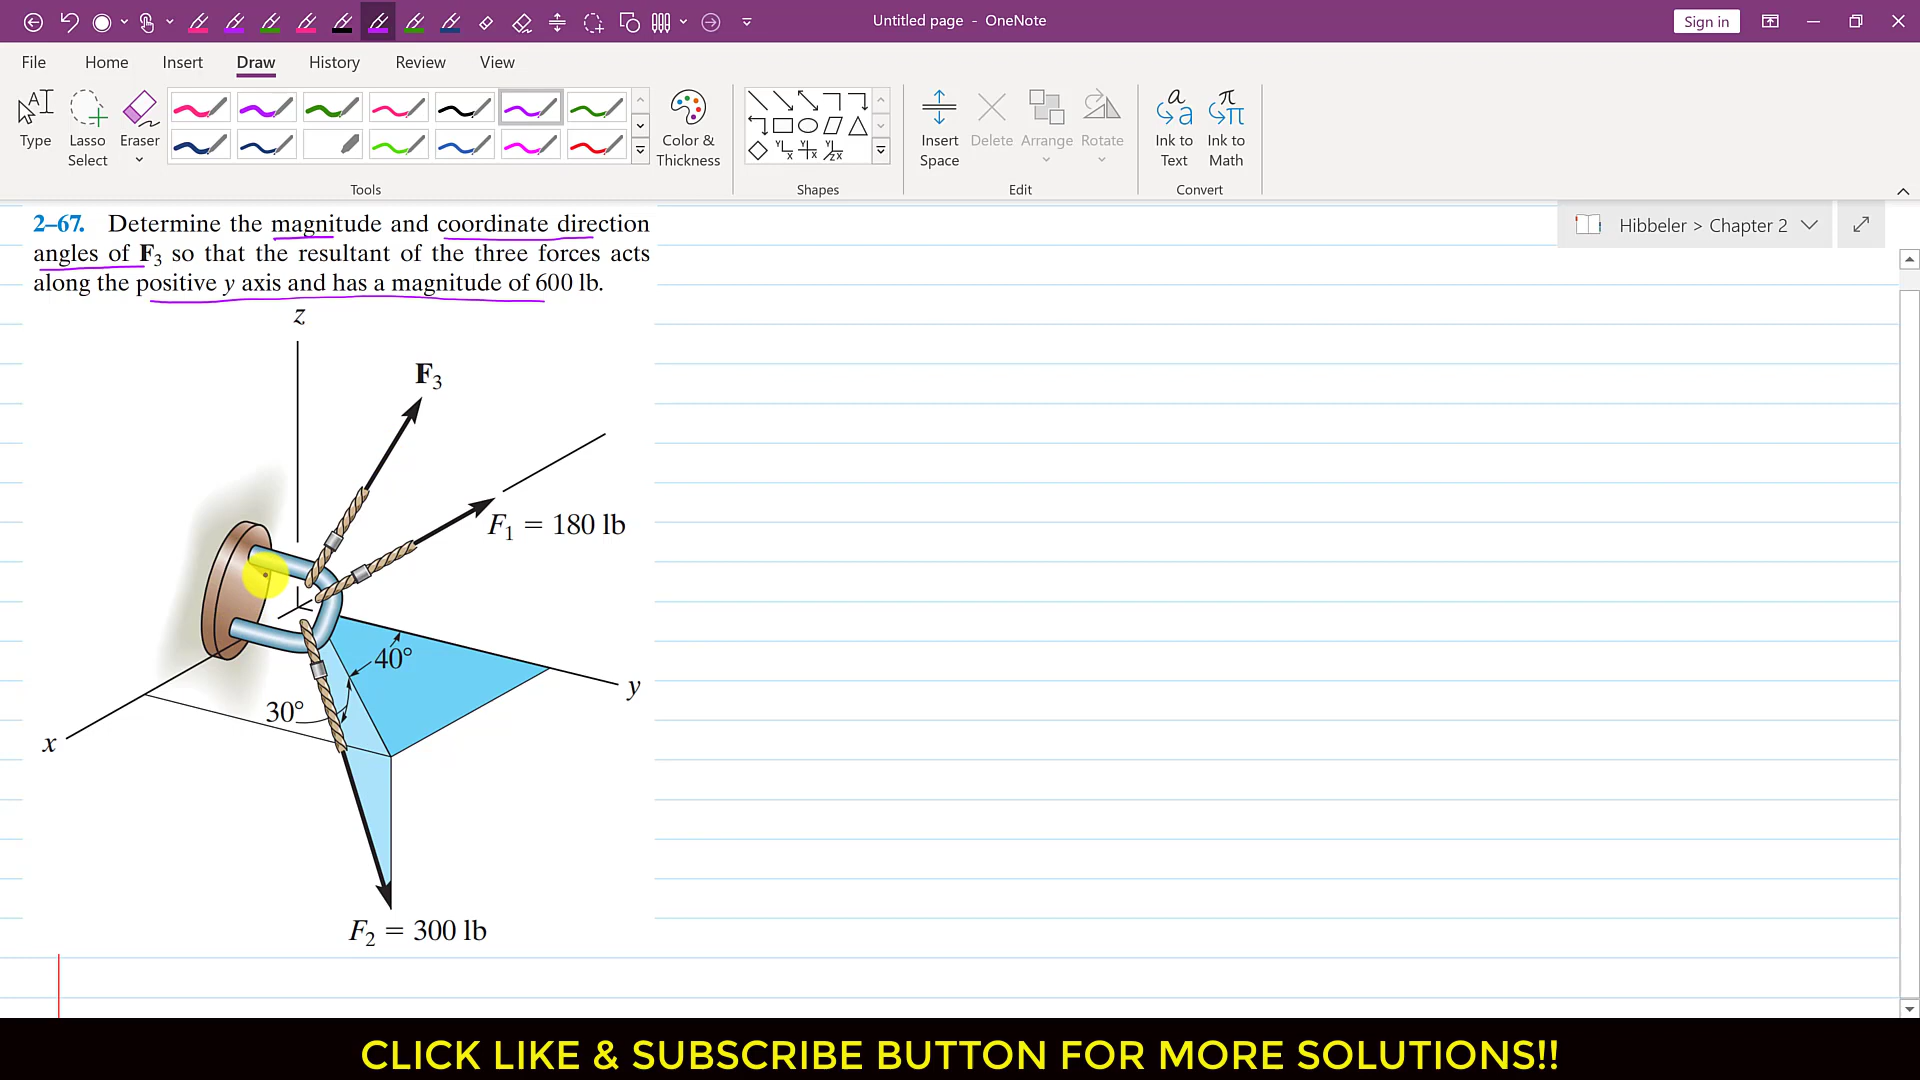 Untitled page - OneNote
Sign in
File
Home
Insert
Draw
History
Review
View
Type
Lasso
Select
Eraser
Color &
Thickness
Insert
Space
Delete
Arrange
Rotate
Ink to
Text
Ink to
Math
Tools
Shapes
Edit
Convert
Hibbeler > Chapter 2
2–67. Determine the magnitude and coordinate direction
angles of F3 so that the resultant of the three forces acts
along the positive y axis and has a magnitude of 600 lb.
z
F3
F1 = 180 lb
40°
y
30°
x
F2 = 300 lb
CLICK LIKE & SUBSCRIBE BUTTON FOR MORE SOLUTIONS!!